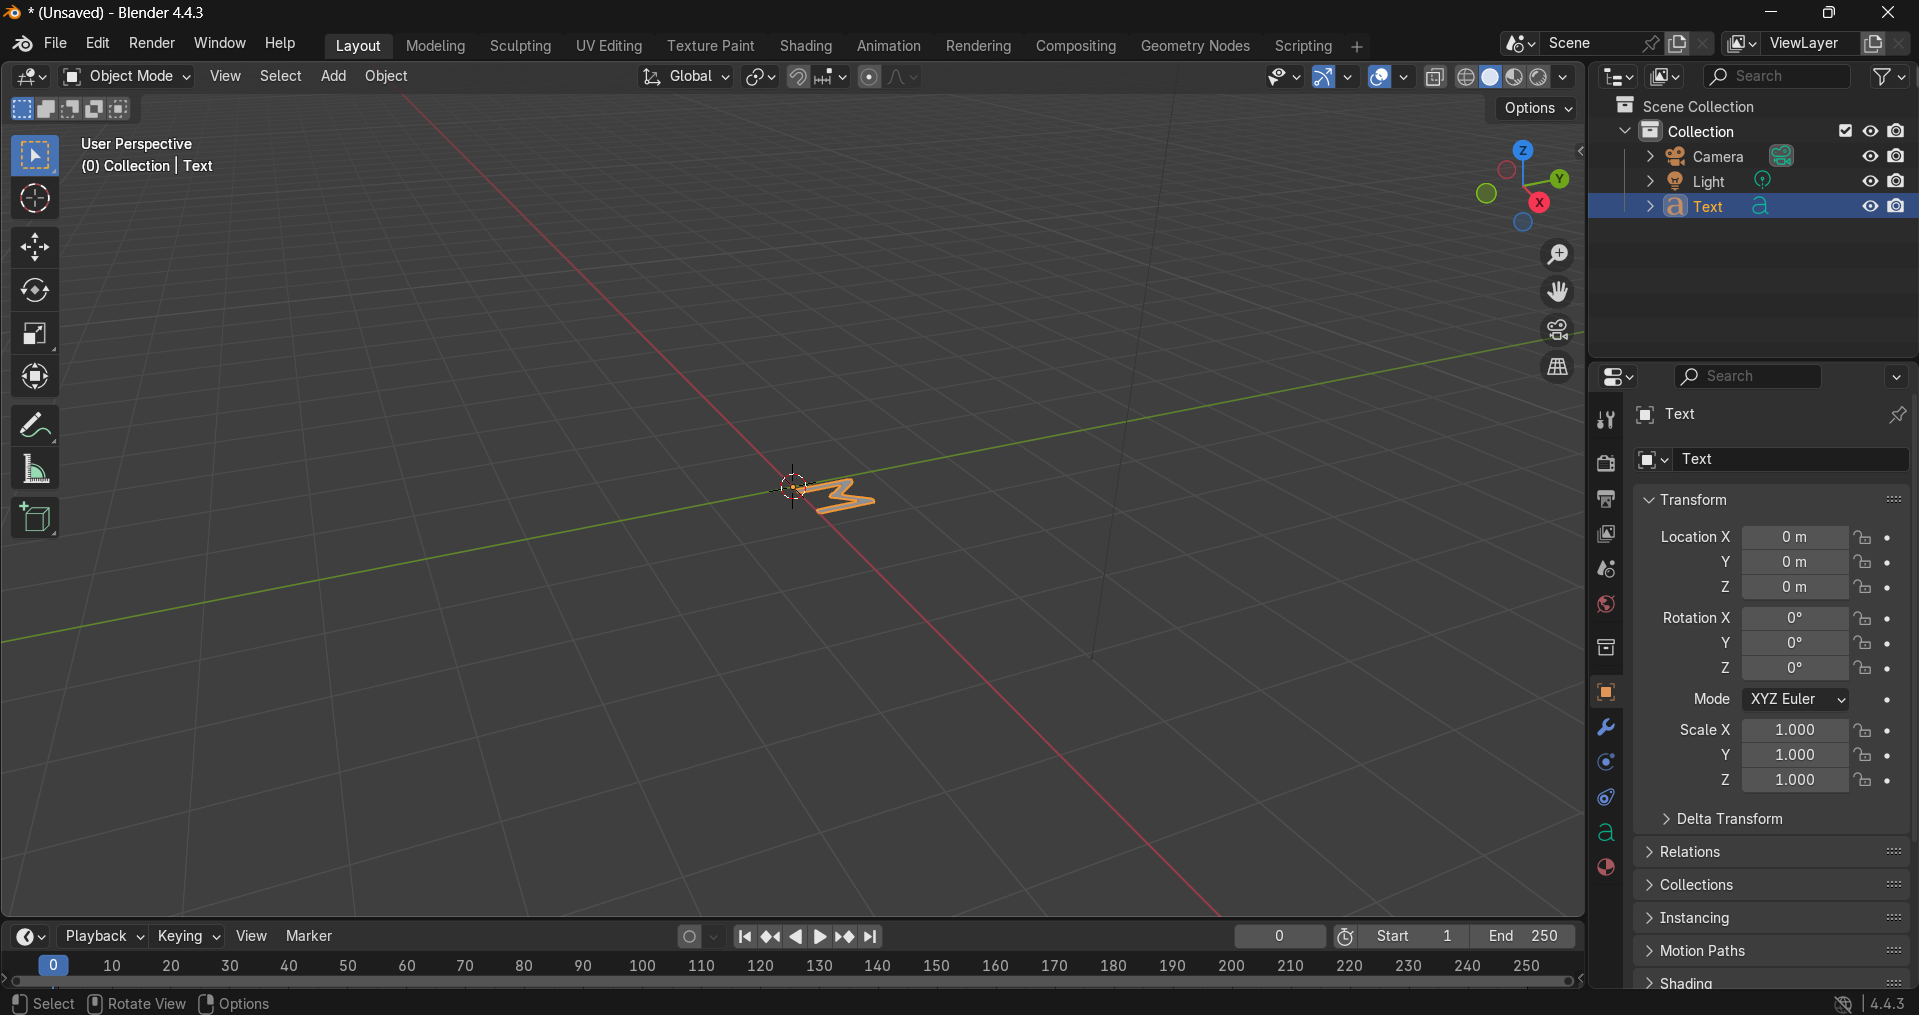 * (Unsaved) - Blender 4.4.3
File Edit Render Window Help Layout Modeling Sculpting UV Editing Texture Paint Shading Animation Rendering Compositing Geometry Nodes Scripting + Scene ViewLayer
Object Mode View Select Add Object Global Search
Options
User Perspective
(0) Collection | Text
Z
Y
X
M
Scene Collection
Collection
Camera
Light
Text
Search
Text
Text
Transform
Location X 0 m
Y 0 m
Z 0 m
Rotation X 0°
Y 0°
Z 0°
Mode XYZ Euler
Scale X 1.000
Y 1.000
Z 1.000
Delta Transform
Relations
Collections
Instancing
Motion Paths
Shading
Playback Keying View Marker 0 Start 1 End 250
0 10 20 30 40 50 60 70 80 90 100 110 120 130 140 150 160 170 180 190 200 210 220 230 240 250
Select Rotate View Options 4.4.3